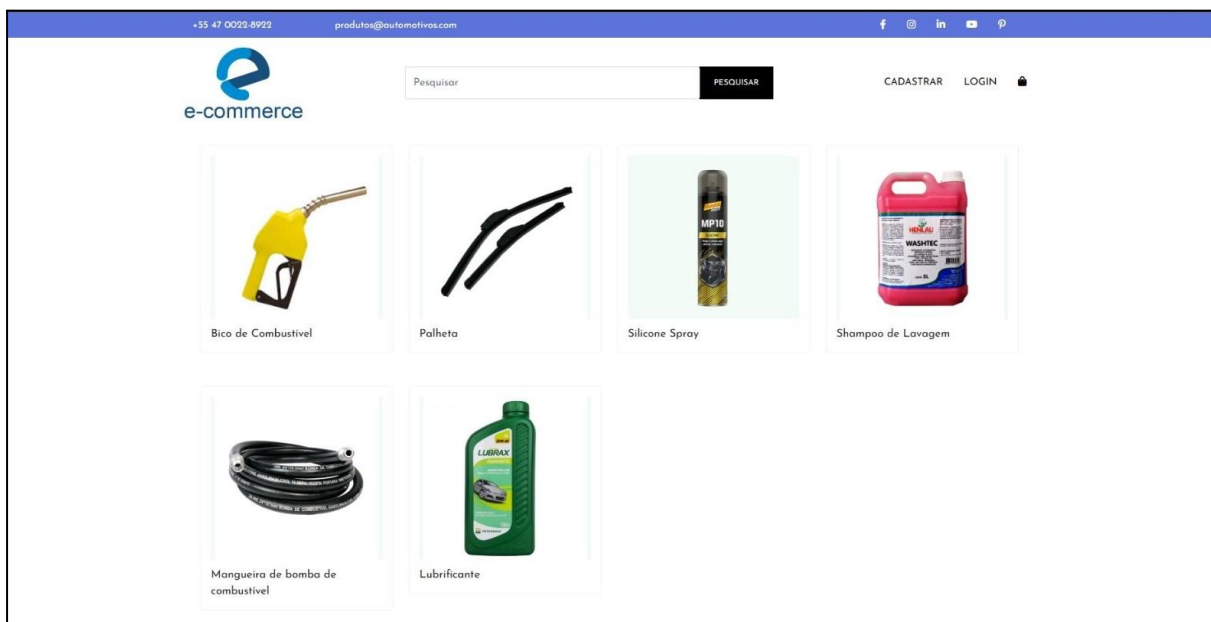 +55 47 0022-8922
produtos@automotivos.com
e-commerce
Pesquisar
PESQUISAR
CADASTRAR
LOGIN
MP10
HENLAU
WASHTEC
5L
Bico de Combustível
Palheta
Silicone Spray
Shampoo de Lavagem
LUBRAX
Mangueira de bomba de
combustível
Lubrificante